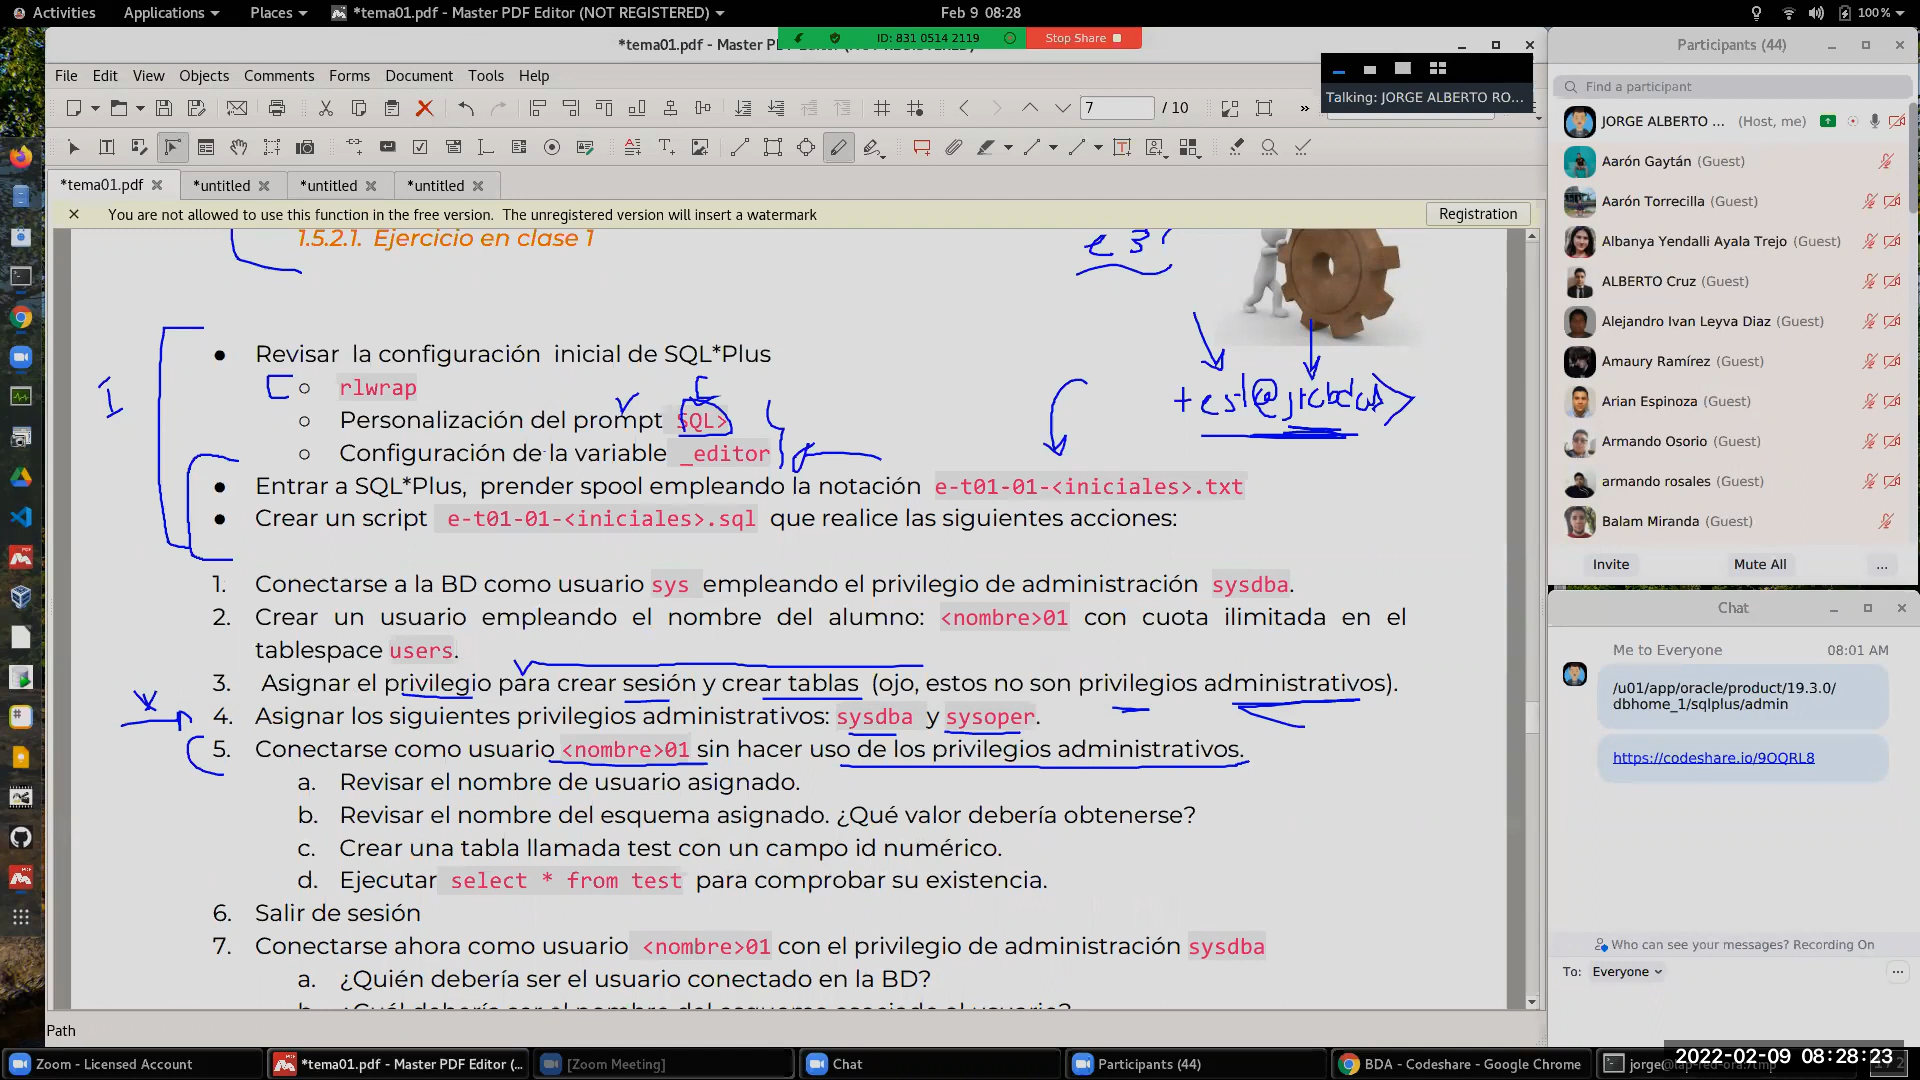 Activities Applications Places *tema01.pdf - Master PDF Editor (NOT REGISTERED) Feb 9 08:28 100%
*tema01.pdf - Master P
ID: 831 0514 2119 Stop Share
File Edit View Objects Comments Forms Document Tools Help
7 / 10 »
Talking: JORGE ALBERTO RO...
*tema01.pdf *untitled *untitled *untitled
You are not allowed to use this function in the free version. The unregistered version will insert a watermark Registration
1.5.2.1. Ejercicio en clase 1
● Revisar la configuración inicial de SQL*Plus
○ rlwrap
○ Personalización del prompt SQL>
○ Configuración de la variable _editor
● Entrar a SQL*Plus, prender spool empleando la notación e-t01-01-<iniciales>.txt
● Crear un script e-t01-01-<iniciales>.sql que realice las siguientes acciones:
1. Conectarse a la BD como usuario sys empleando el privilegio de administración sysdba.
2. Crear un usuario empleando el nombre del alumno: <nombre>01 con cuota ilimitada en el
tablespace users.
3. Asignar el privilegio para crear sesión y crear tablas (ojo, estos no son privilegios administrativos).
4. Asignar los siguientes privilegios administrativos: sysdba y sysoper.
5. Conectarse como usuario <nombre>01 sin hacer uso de los privilegios administrativos.
a. Revisar el nombre de usuario asignado.
b. Revisar el nombre del esquema asignado. ¿Qué valor debería obtenerse?
c. Crear una tabla llamada test con un campo id numérico.
d. Ejecutar select * from test para comprobar su existencia.
6. Salir de sesión
7. Conectarse ahora como usuario <nombre>01 con el privilegio de administración sysdba
a. ¿Quién debería ser el usuario conectado en la BD?
b. ¿Cuál debería ser el nombre del esquema asociado al usuario?
Path
Participants (44)
Find a participant
JORGE ALBERTO ... (Host, me)
Aarón Gaytán (Guest)
Aarón Torrecilla (Guest)
Albanya Yendalli Ayala Trejo (Guest)
ALBERTO Cruz (Guest)
Alejandro Ivan Leyva Diaz (Guest)
Amaury Ramírez (Guest)
Arian Espinoza (Guest)
Armando Osorio (Guest)
armando rosales (Guest)
Balam Miranda (Guest)
Invite Mute All ...
Chat
Me to Everyone 08:01 AM
/u01/app/oracle/product/19.3.0/
dbhome_1/sqlplus/admin
https://codeshare.io/9OQRL8
Who can see your messages? Recording On
To: Everyone ...
Zoom - Licensed Account *tema01.pdf - Master PDF Editor (... [Zoom Meeting] Chat Participants (44) BDA - Codeshare - Google Chrome
2022-02-09 08:28:23